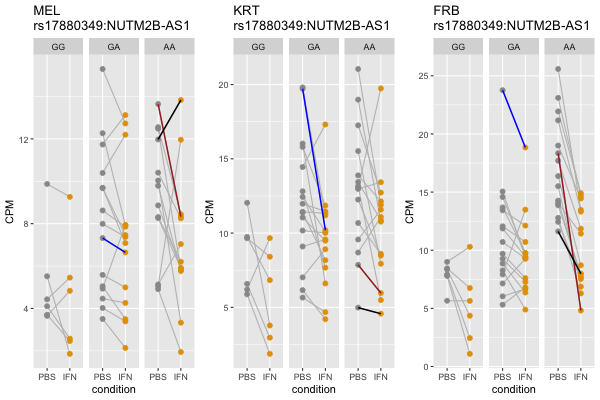 MEL
rs17880349:NUTM2B-AS1
GG GA AA
CPM
12
8
4
PBS IFN PBS IFN PBS IFN
condition
KRT
rs17880349:NUTM2B-AS1
GG GA AA
CPM
20
15
10
5
PBS IFN PBS IFN PBS IFN
condition
FRB
rs17880349:NUTM2B-AS1
GG GA AA
CPM
25
20
15
10
5
0
PBS IFN PBS IFN PBS IFN
condition